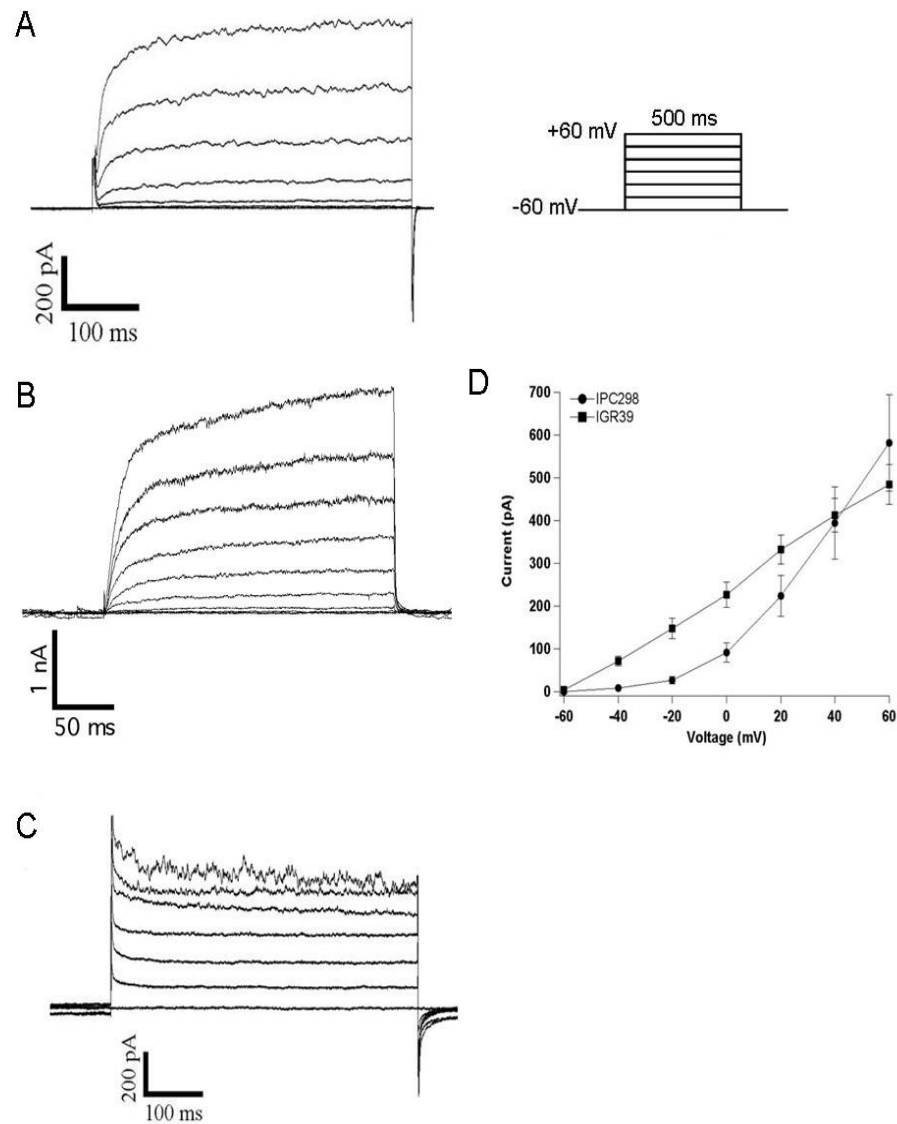 A
+60 mV
500 ms
-60 mV
200 pA
100 ms
B
1 nA
50 ms
D
IPC298
IGR39
700
600
500
400
300
200
100
0
-60
-40
-20
0
20
40
60
Current (pA)
Voltage (mV)
C
200 pA
100 ms